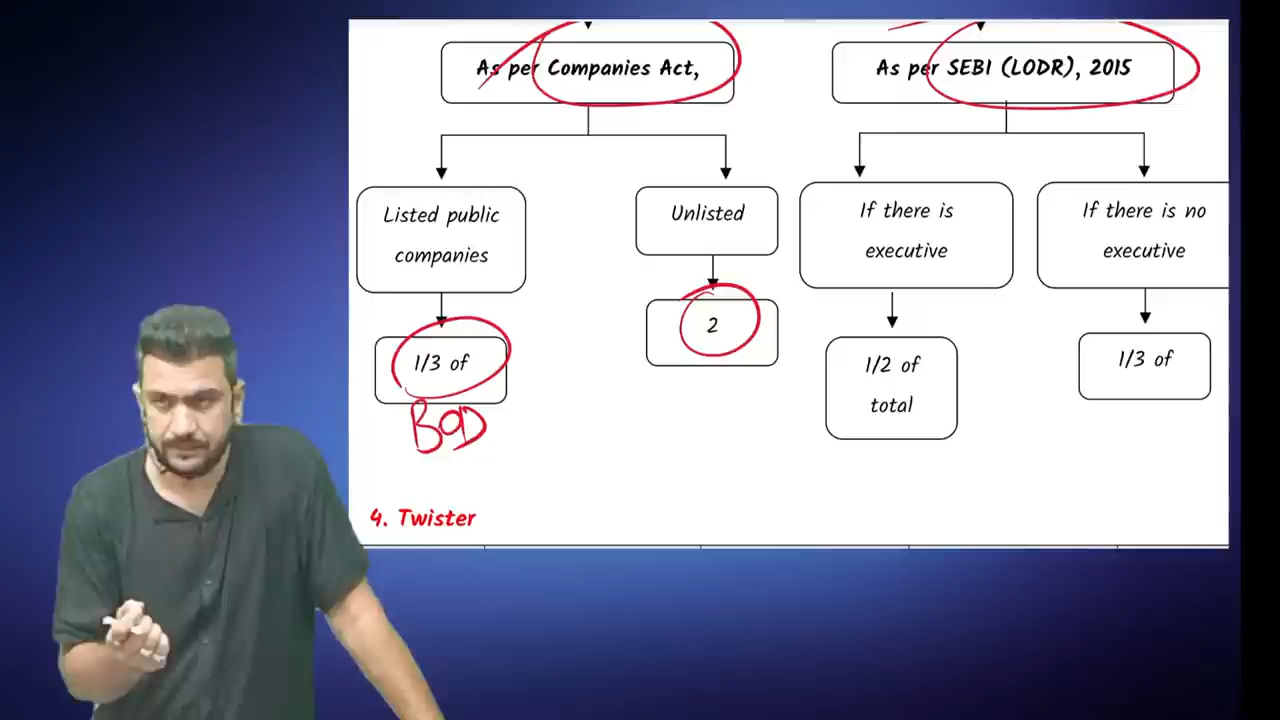 As per Companies Act,
As per SEBI (LODR), 2015
Listed public
companies
Unlisted
If there is
executive
If there is no
executive
1/3 of
BOD
2
1/2 of
total
1/3 of
4. Twister